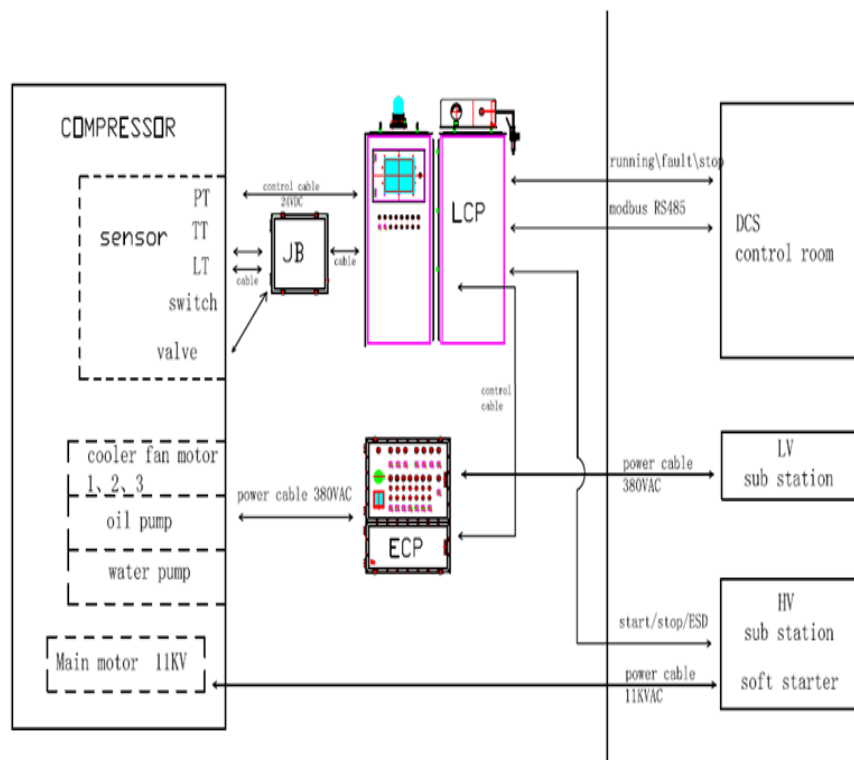 COMPRESSOR
sensor
PT
TT
LT
switch
valve
cooler fan motor
1、2、3
oil pump
water pump
Main motor 11KV
control cable
24VDC
JB
cable
cable
LCP
running\fault\stop
modbus RS485
DCS
control room
control
cable
power cable 380VAC
ECP
power cable
380VAC
LV
sub station
start/stop/ESD
HV
sub station
soft starter
power cable
11KVAC